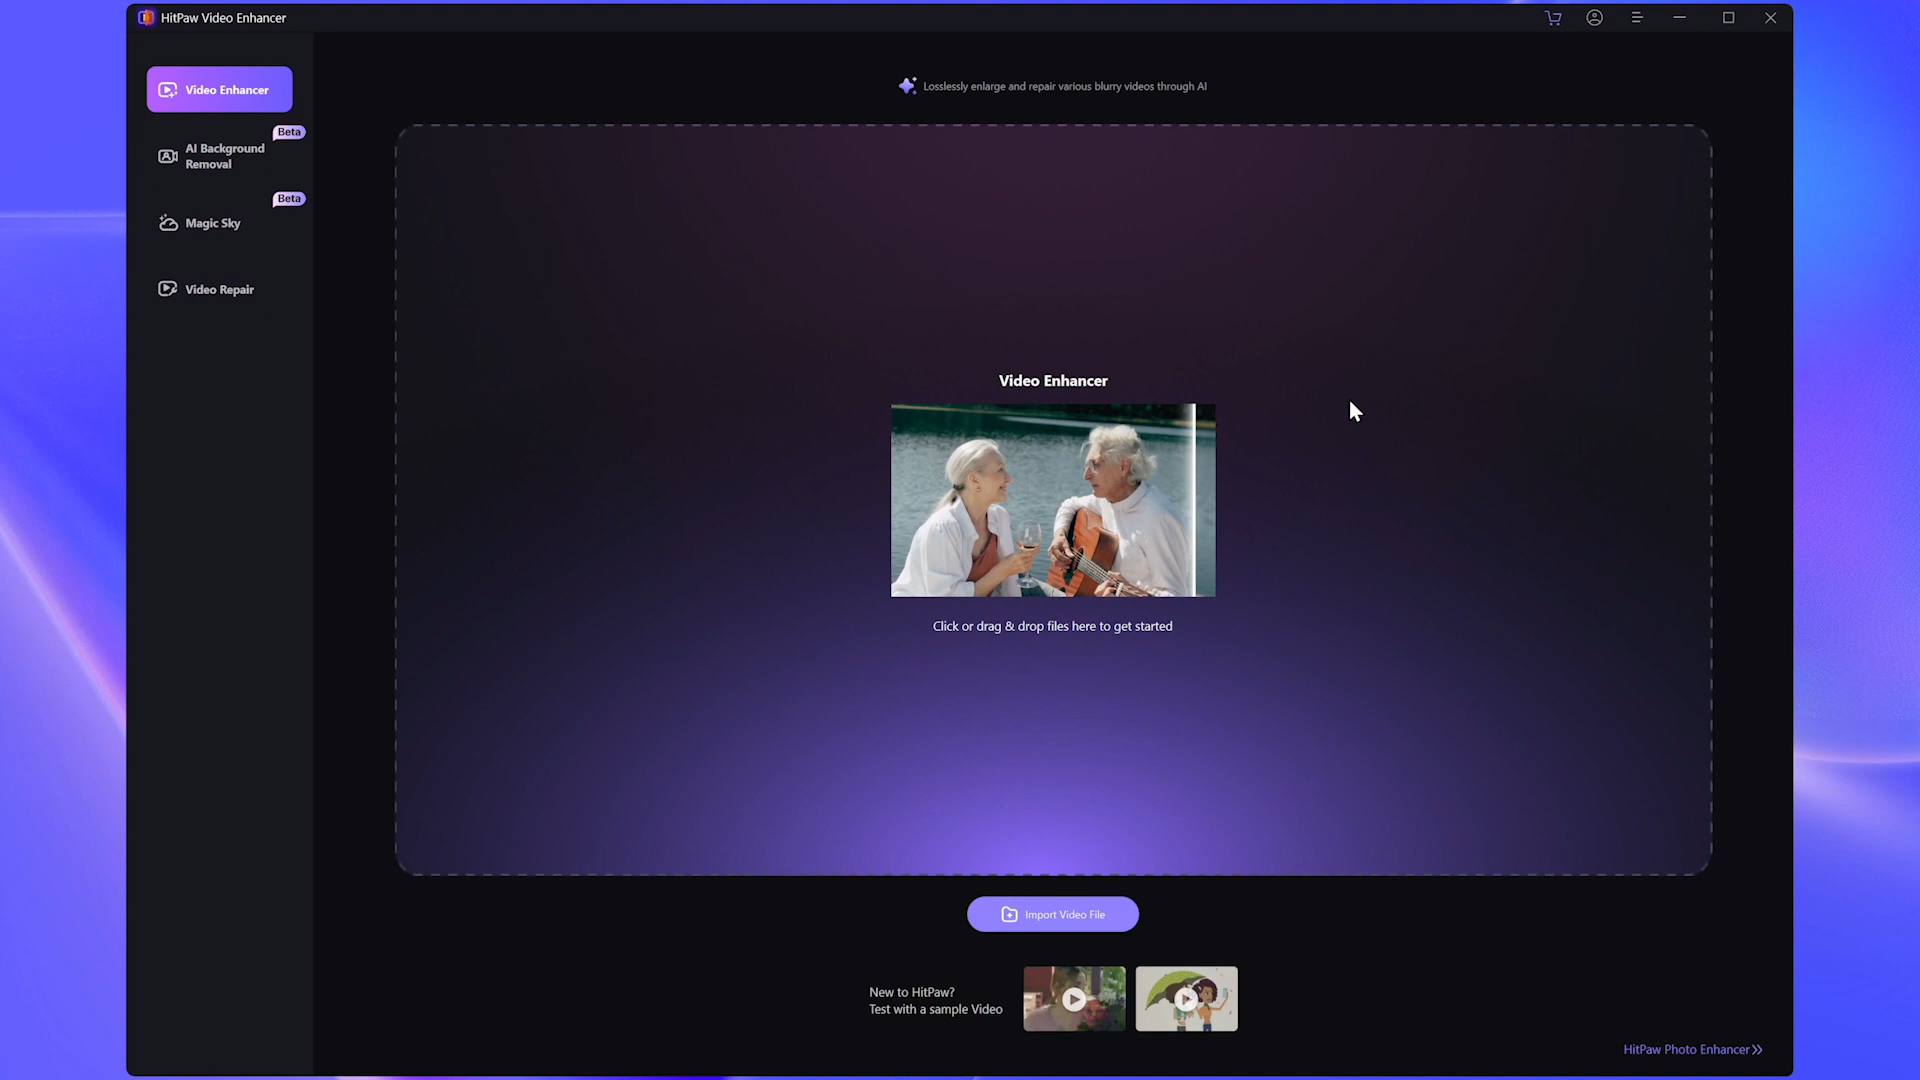 HitPaw Video Enhancer
Video Enhancer
Beta
AI Background
Removal
Beta
Magic Sky
Video Repair
Losslessly enlarge and repair various blurry videos through AI
Video Enhancer
Click or drag & drop files here to get started
Import Video File
New to HitPaw?
Test with a sample Video
HitPaw Photo Enhancer